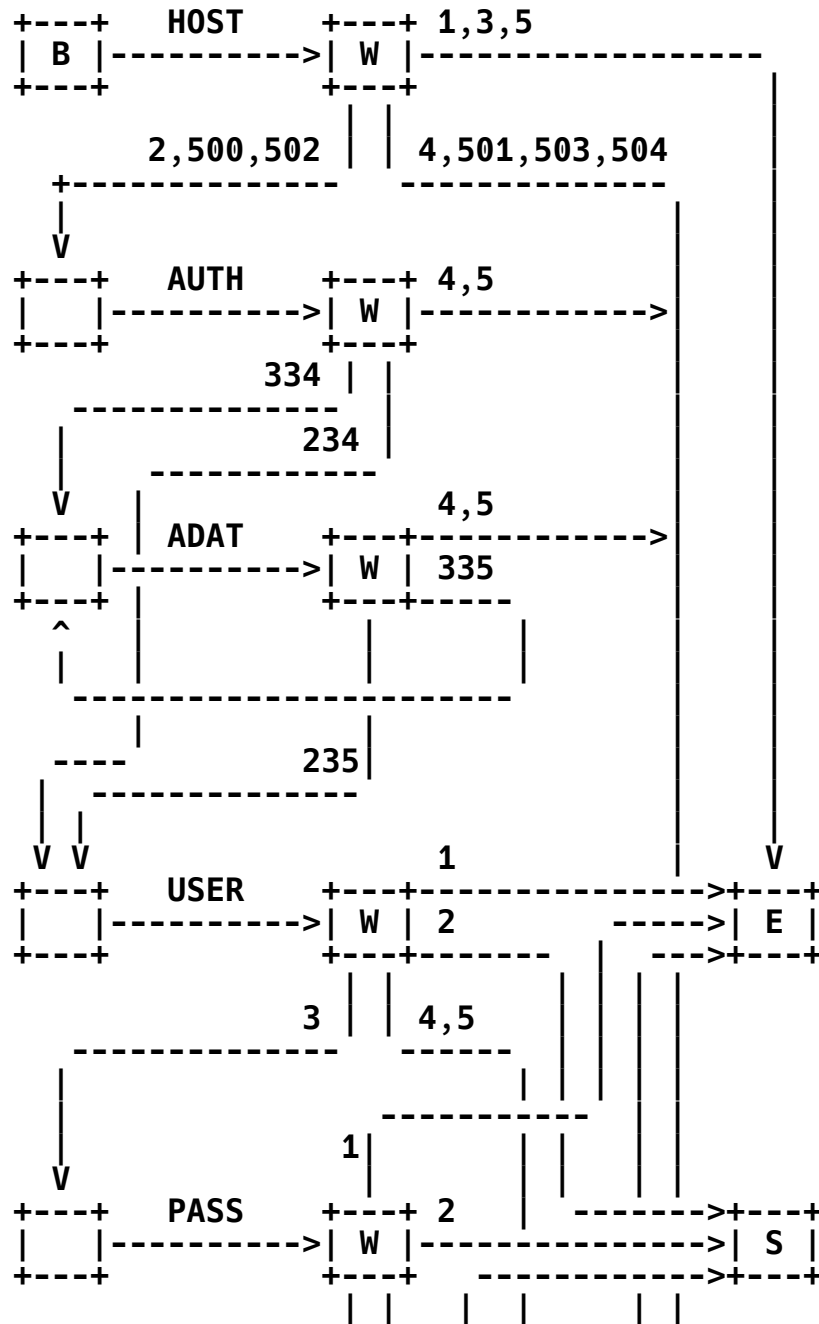 HOST 1,3,5
B W
2,500,502 4,501,503,504
V
AUTH 4,5
W
334
234
V 4,5
ADAT
W 335
235
V V 1 V
USER
W 2 E
3 4,5
1
V
PASS 2
W S